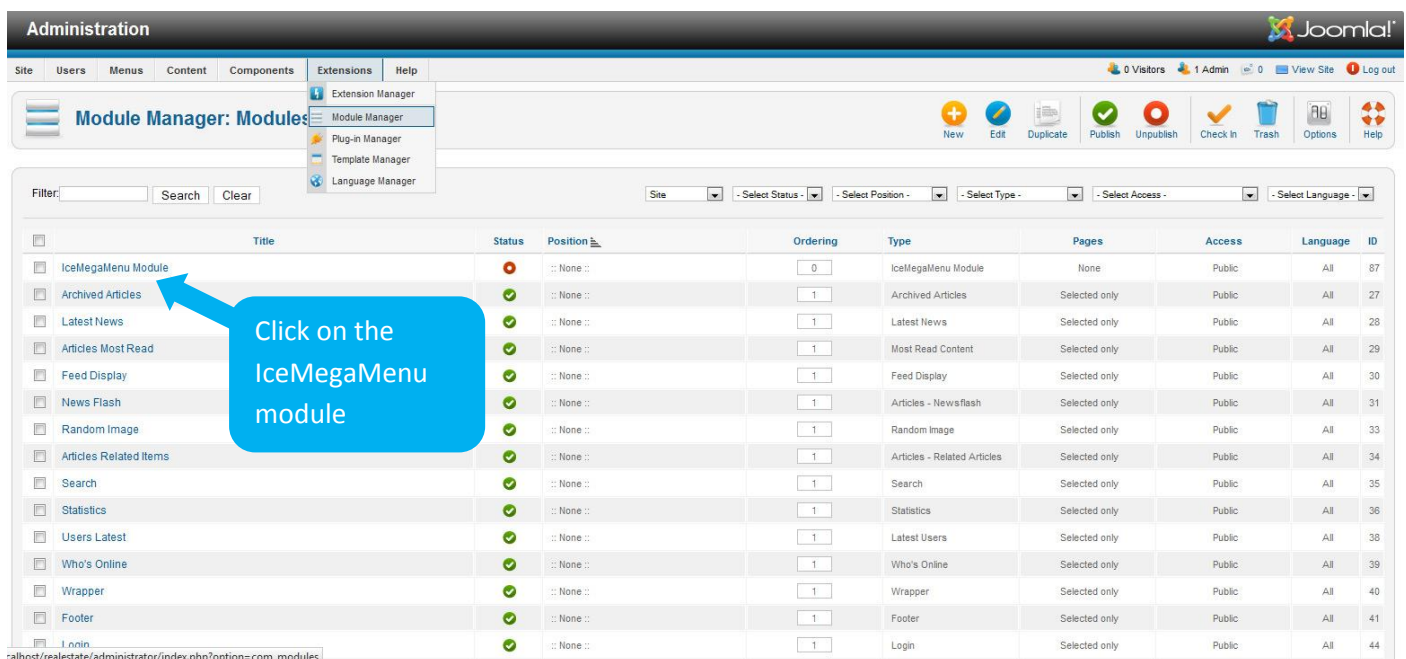 Administration
Joomla!
Site Users Menus Content Components Extensions Help
0 Visitors 1 Admin 0 View Site Log out
Extension Manager
Module Manager
Plug-in Manager
Template Manager
Language Manager
Module Manager: Modules
New Edit Duplicate Publish Unpublish Check In Trash Options Help
Filter: Search Clear
Site - Select Status - - Select Position - - Select Type - - Select Access - - Select Language -
Title Status Position Ordering Type Pages Access Language ID
IceMegaMenu Module :: None :: 0 IceMegaMenu Module None Public All 87
Archived Articles :: None :: 1 Archived Articles Selected only Public All 27
Latest News :: None :: 1 Latest News Selected only Public All 28
Articles Most Read :: None :: 1 Most Read Content Selected only Public All 29
Feed Display :: None :: 1 Feed Display Selected only Public All 30
News Flash :: None :: 1 Articles - Newsflash Selected only Public All 31
Random Image :: None :: 1 Random Image Selected only Public All 33
Articles Related Items :: None :: 1 Articles - Related Articles Selected only Public All 34
Search :: None :: 1 Search Selected only Public All 35
Statistics :: None :: 1 Statistics Selected only Public All 36
Users Latest :: None :: 1 Latest Users Selected only Public All 38
Who's Online :: None :: 1 Who's Online Selected only Public All 39
Wrapper :: None :: 1 Wrapper Selected only Public All 40
Footer :: None :: 1 Footer Selected only Public All 41
Login :: None :: 1 Login Selected only Public All 44
Click on the
IceMegaMenu
module
calhost/realestate/administrator/index.php?option=com_modules